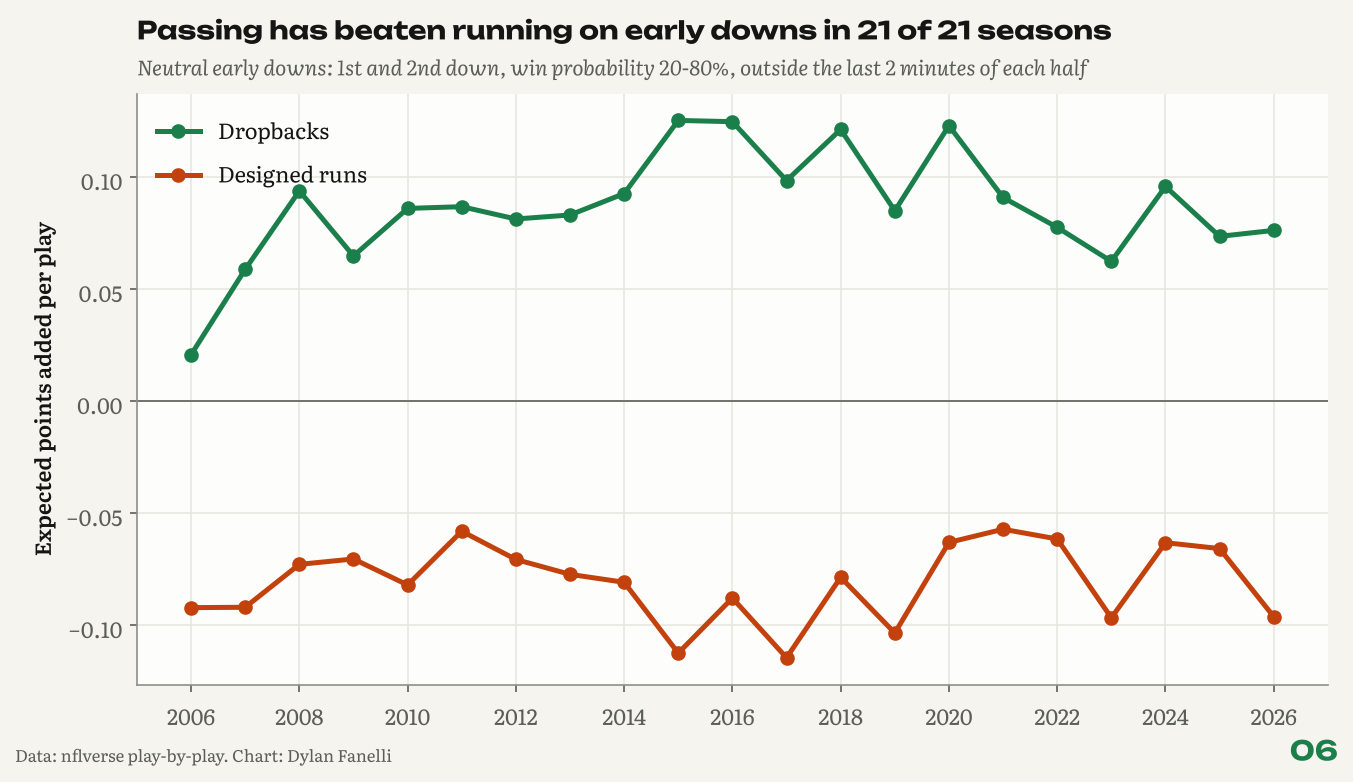 Passing has beaten running on early downs in 21 of 21 seasons
Neutral early downs: 1st and 2nd down, win probability 20-80%, outside the last 2 minutes of each half
Dropbacks
Designed runs
Expected points added per play
0.10
0.05
0.00
−0.05
−0.10
2006 2008 2010 2012 2014 2016 2018 2020 2022 2024 2026
Data: nflverse play-by-play. Chart: Dylan Fanelli
06